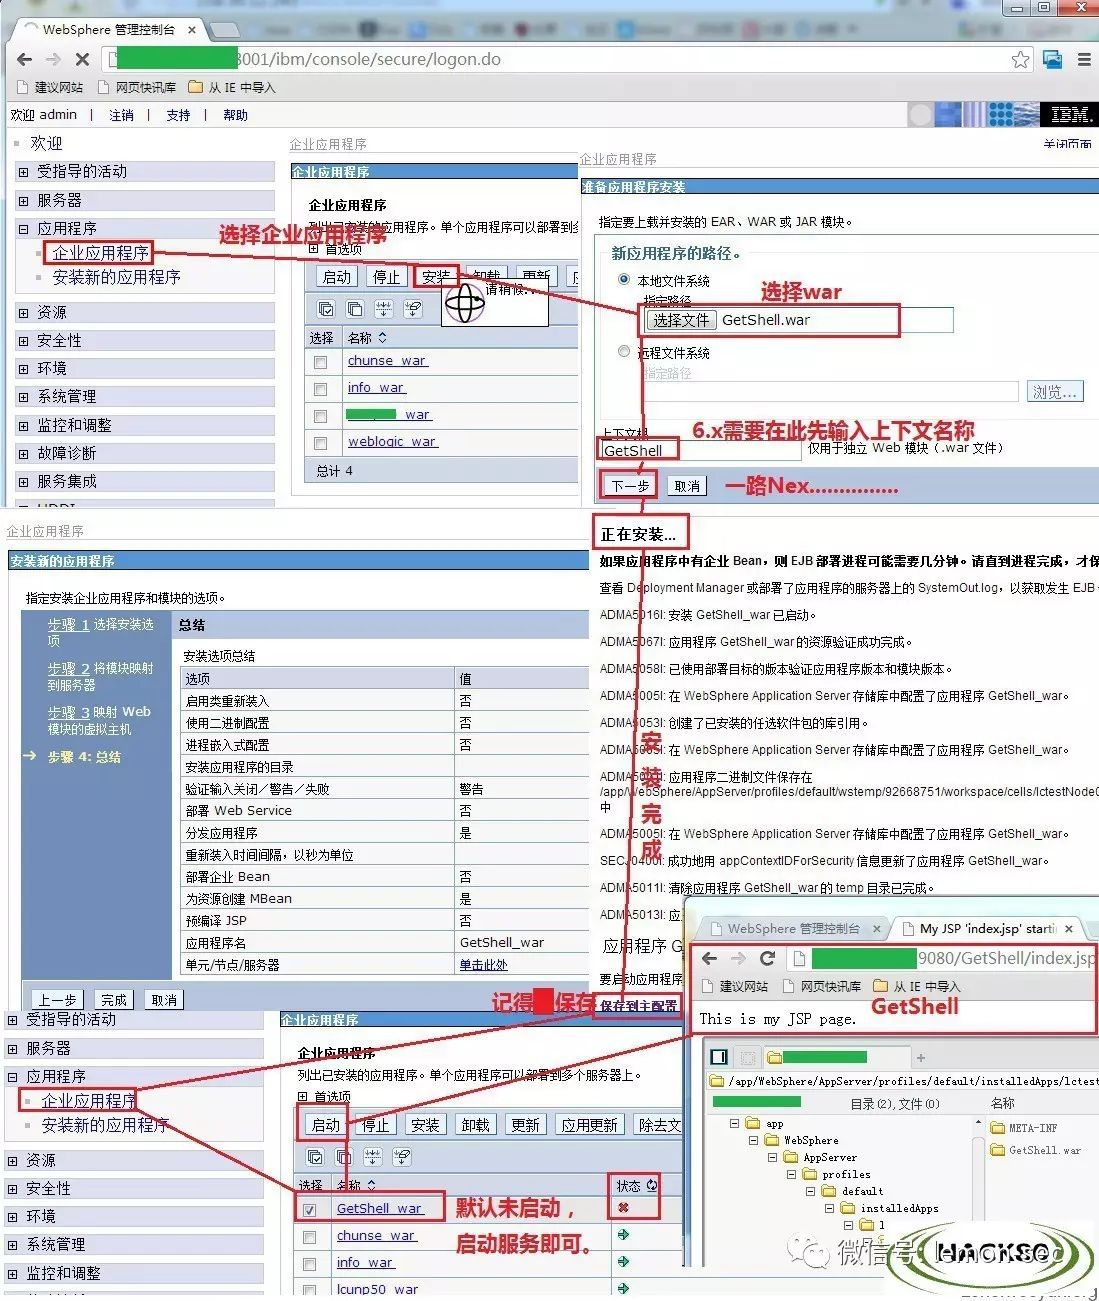 WebSphere 管理控制台
3001/ibm/console/secure/logon.do
建议网站 网页快讯库 从 IE 中导入
欢迎 admin | 注销 | 支持 | 帮助
IBM.
欢迎
受指导的活动
服务器
应用程序
企业应用程序
安装新的应用程序
资源
安全性
环境
系统管理
监控和调整
故障诊断
服务集成
选择企业应用程序
企业应用程序
企业应用程序
企业应用程序
列出已安装的应用程序。单个应用程序可以部署到多
首选项
启动 停止 安装 卸载 更新
请稍候...
选择 名称
chunse_war
info_war
_war
weblogic_war
总计 4
关闭页面
企业应用程序
准备应用程序安装
指定要上载并安装的 EAR、WAR 或 JAR 模块。
新应用程序的路径。
本地文件系统
选择war
指定路径
选择文件 GetShell.war
远程文件系统
指定路径
浏览...
6.x需要在此先输入上下文名称
上下文根
GetShell 仅用于独立 Web 模块（.war 文件）
下一步 取消 一路Nex...............
企业应用程序
安装新的应用程序
指定安装企业应用程序和模块的选项。
步骤 1 选择安装选
项
步骤 2 将模块映射
到服务器
步骤 3 映射 Web
模块的虚拟主机
步骤 4: 总结
总结
安装选项总结
选项 值
启用类重新装入 否
使用二进制配置 否
进程嵌入式配置 否
安装应用程序的目录
验证输入关闭／警告／失败 警告
部署 Web Service 否
分发应用程序 是
重新装入时间间隔，以秒为单位
部署企业 Bean 否
为资源创建 MBean 是
预编译 JSP 否
应用程序名 GetShell_war
单元/节点/服务器 单击此处
上一步 完成 取消
正在安装...
如果应用程序中有企业 Bean，则 EJB 部署进程可能需要几分钟。请直到进程完成，才保
查看 Deployment Manager 或部署了应用程序的服务器上的 SystemOut.log，以获取发生 EJB
ADMA5016I: 安装 GetShell_war 已启动。
ADMA5067I: 应用程序 GetShell_war 的资源验证成功完成。
ADMA5058I: 已使用部署目标的版本验证应用程序版本和模块版本。
ADMA5005I: 在 WebSphere Application Server 存储库中配置了应用程序 GetShell_war。
ADMA5053I: 创建了已安装的任选软件包的库引用。
ADMA5005I: 在 WebSphere Application Server 存储库中配置了应用程序 GetShell_war。
应用程序二进制文件保存在
/app/WebSphere/AppServer/profiles/default/wstemp/92668751/workspace/cells/lctestNode0
中
ADMA5005I: 在 WebSphere Application Server 存储库中配置了应用程序 GetShell_war。
SECJ0400I: 成功地用 appContextIDForSecurity 信息更新了应用程序 GetShell_war。
ADMA5011I: 清除应用程序 GetShell_war 的 temp 目录已完成。
ADMA5013I: 应
安装完成
应用程序 G
要启动应用程序
记得 保存 保存到主配置
WebSphere 管理控制台 My JSP 'index.jsp' starti
9080/GetShell/index.jsp
建议网站 网页快讯库 从 IE 中导入
GetShell
This is my JSP page.
/app/WebSphere/AppServer/profiles/default/installedApps/lctest
目录(2),文件(0) 名称
app
WebSphere
AppServer
profiles
default
installedApps
l
META-INF
GetShell.war
受指导的活动
服务器
应用程序
企业应用程序
安装新的应用程序
资源
安全性
环境
系统管理
监控和调整
企业应用程序
企业应用程序
列出已安装的应用程序。单个应用程序可以部署到多个服务器上。
首选项
启动 停止 安装 卸载 更新 应用更新 除去文
选择 名称 状态
GetShell_war
chunse_war
info_war
lcunp50_war
默认未启动，
启动服务即可。
微信号: lemon-sec
HACKSO